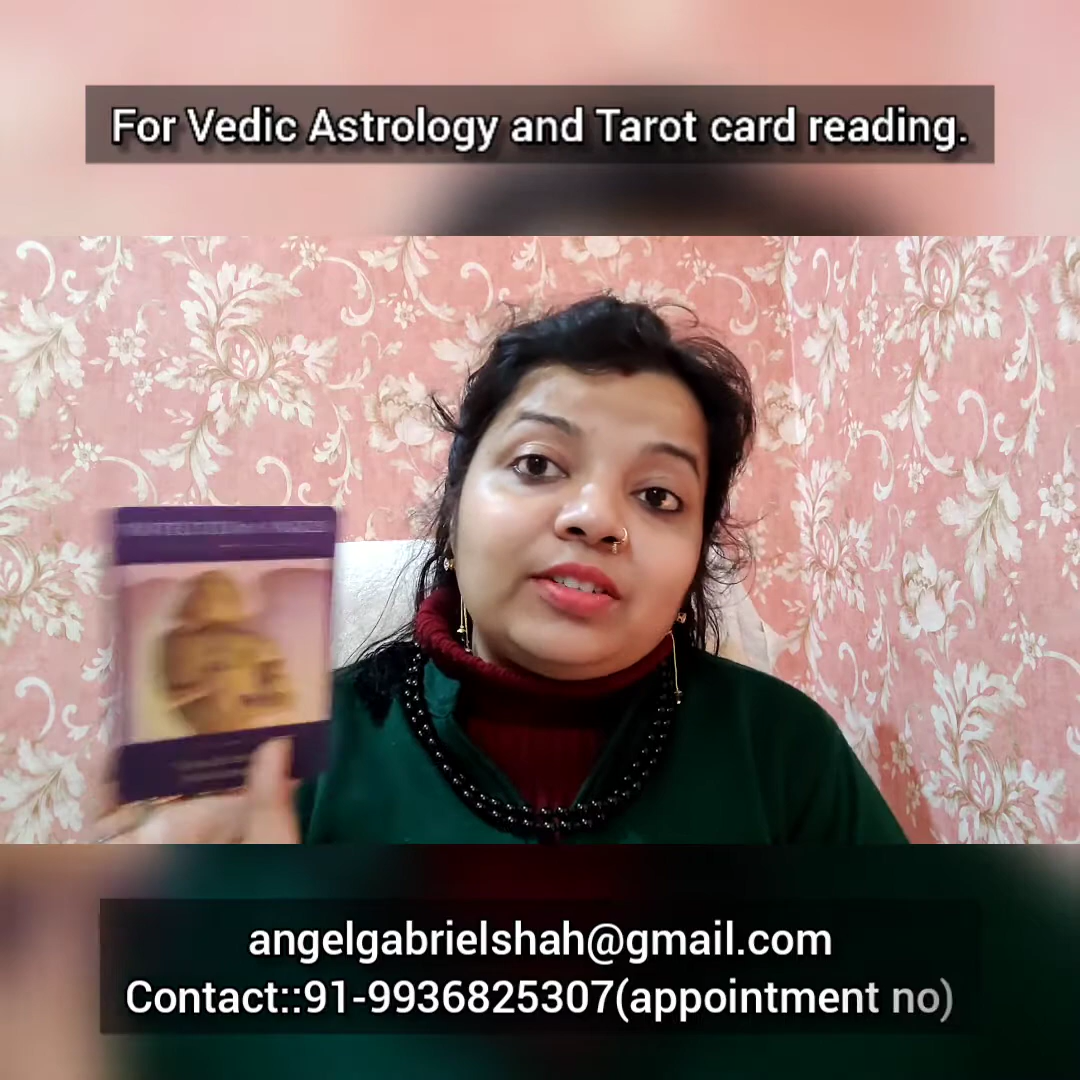 For Vedic Astrology and Tarot card reading.
angelgabrielshah@gmail.com
Contact::91-9936825307(appointment no)